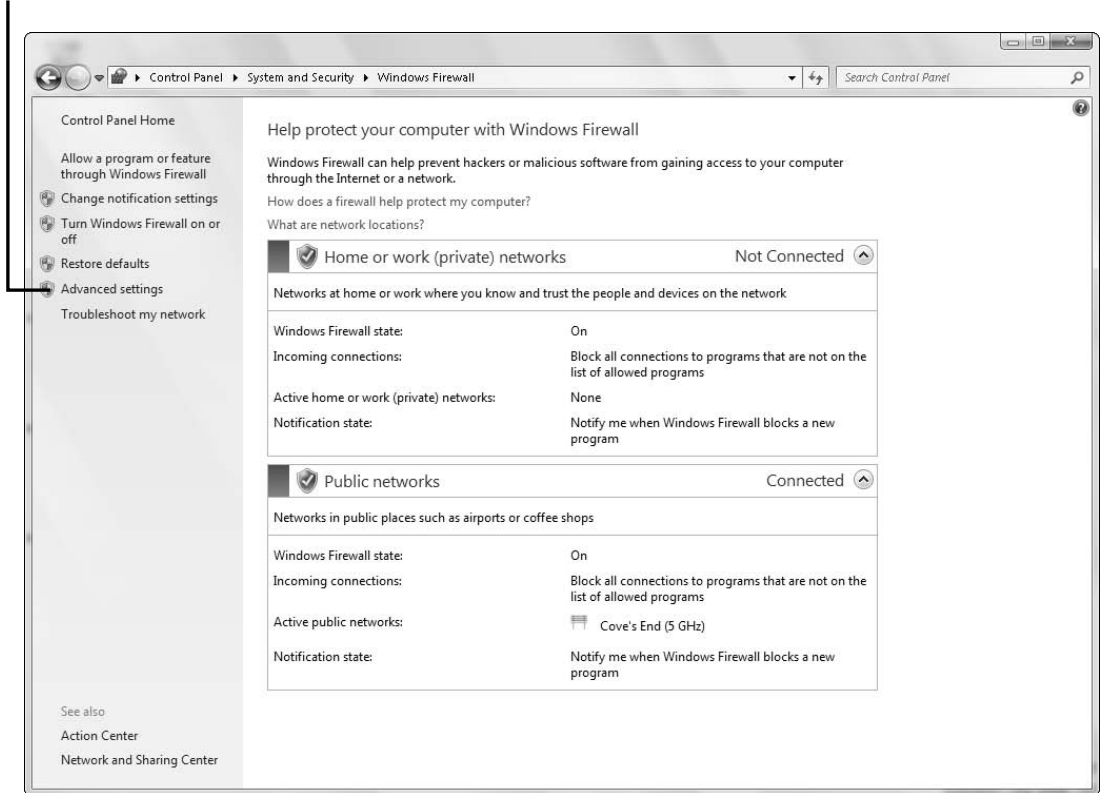 Control Panel ▸ System and Security ▸ Windows Firewall
Search Control Panel
Control Panel Home
Allow a program or feature
through Windows Firewall
Change notification settings
Turn Windows Firewall on or
off
Restore defaults
Advanced settings
Troubleshoot my network
See also
Action Center
Network and Sharing Center
Help protect your computer with Windows Firewall
Windows Firewall can help prevent hackers or malicious software from gaining access to your computer
through the Internet or a network.
How does a firewall help protect my computer?
What are network locations?
Home or work (private) networks Not Connected
Networks at home or work where you know and trust the people and devices on the network
Windows Firewall state: On
Incoming connections: Block all connections to programs that are not on the
list of allowed programs
Active home or work (private) networks: None
Notification state: Notify me when Windows Firewall blocks a new
program
Public networks Connected
Networks in public places such as airports or coffee shops
Windows Firewall state: On
Incoming connections: Block all connections to programs that are not on the
list of allowed programs
Active public networks: Cove's End (5 GHz)
Notification state: Notify me when Windows Firewall blocks a new
program